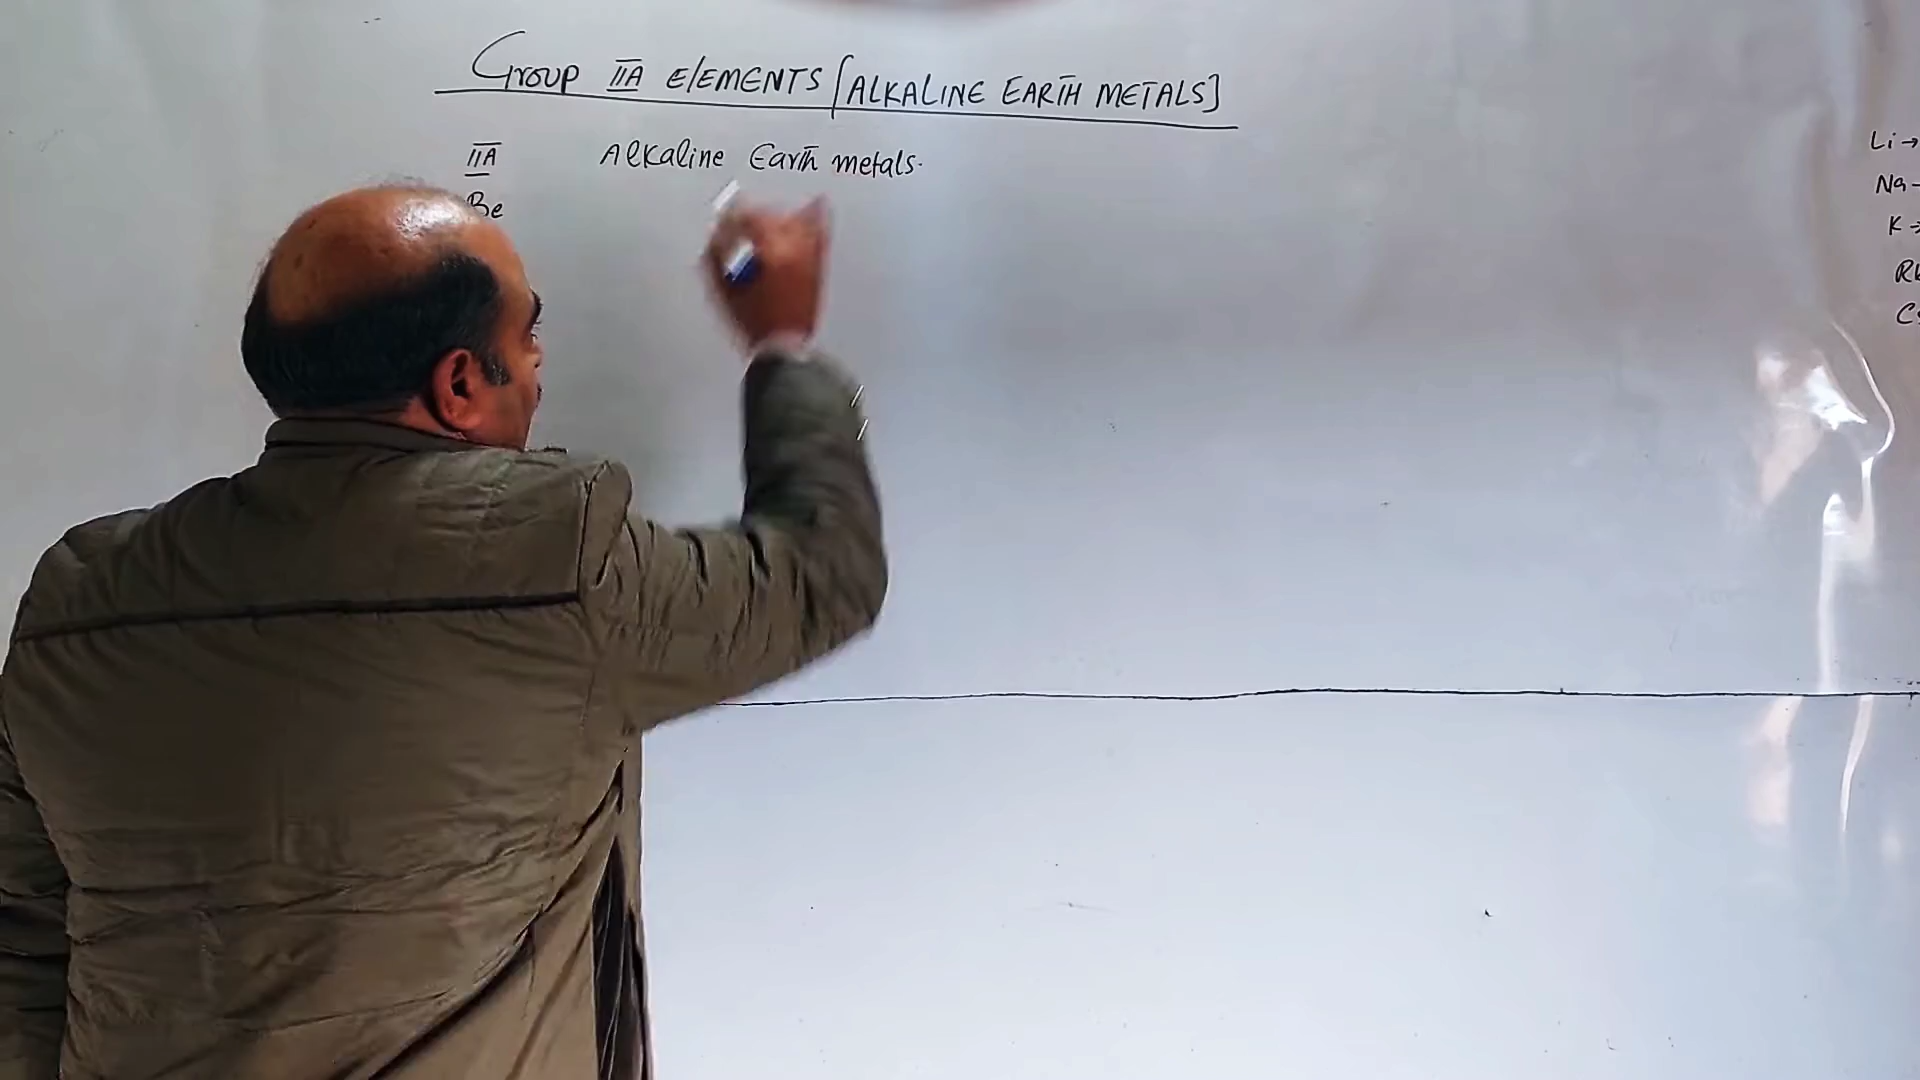 Group IIA ElEMENTS [ALKALINE EARTH METALS]
IIA Alkaline Earth metals.
Be
Li →
Na -
K →